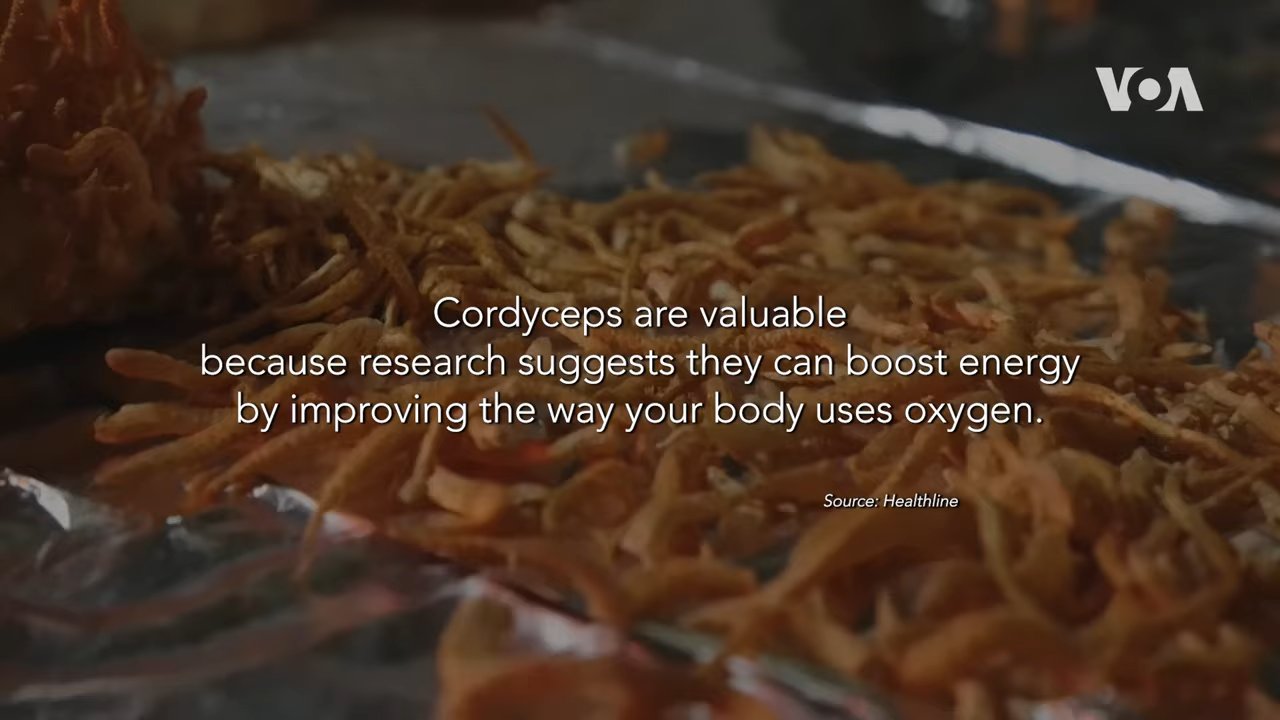 VOA
Cordyceps are valuable
because research suggests they can boost energy
by improving the way your body uses oxygen.
Source: Healthline